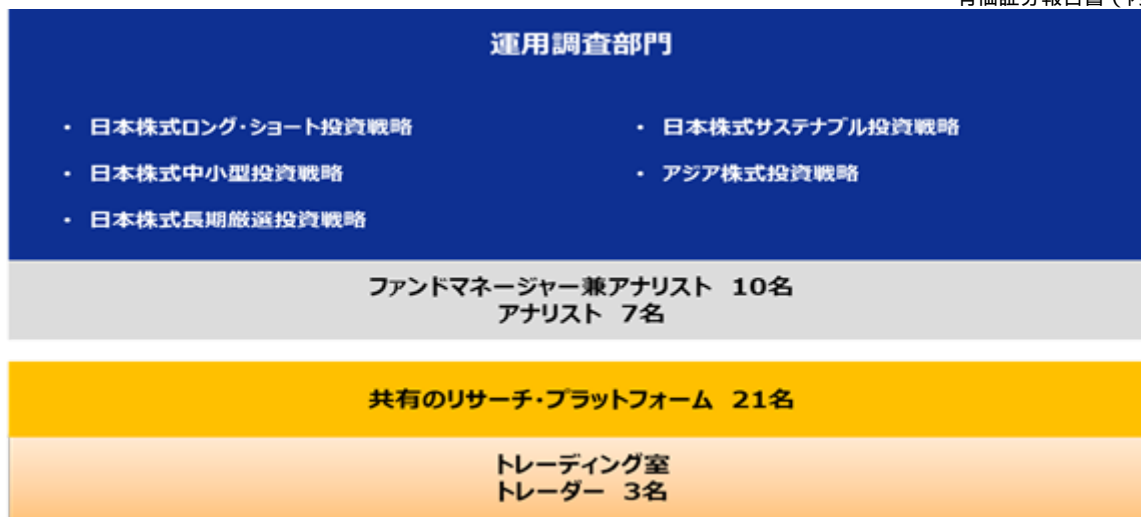 運用調査部門
・ 日本株式ロング・ショート投資戦略
・ 日本株式サステナブル投資戦略
・ 日本株式中小型投資戦略
・ アジア株式投資戦略
・ 日本株式長期厳選投資戦略
ファンドマネージャー兼アナリスト 10名
アナリスト 7名
共有のリサーチ・プラットフォーム 21名
トレーディング室
トレーダー 3名